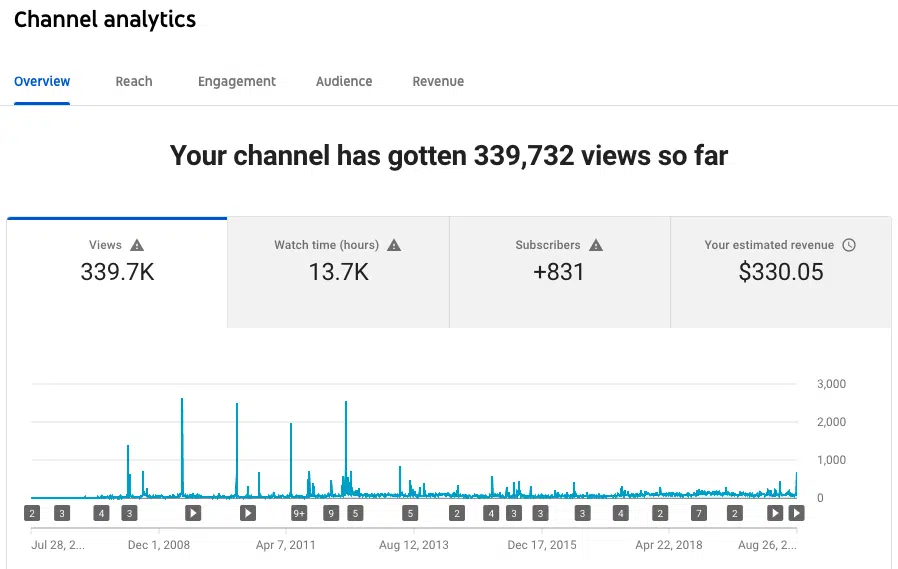 Channel analytics
Overview Reach Engagement Audience Revenue
Your channel has gotten 339,732 views so far
Views Watch time (hours) Subscribers Your estimated revenue
339.7K 13.7K +831 $330.05
3,000
2,000
1,000
0
2 3 4 3 9+ 9 5 5 2 4 3 3 3 4 2 7 2
Jul 28, 2... Dec 1, 2008 Apr 7, 2011 Aug 12, 2013 Dec 17, 2015 Apr 22, 2018 Aug 26, 2...